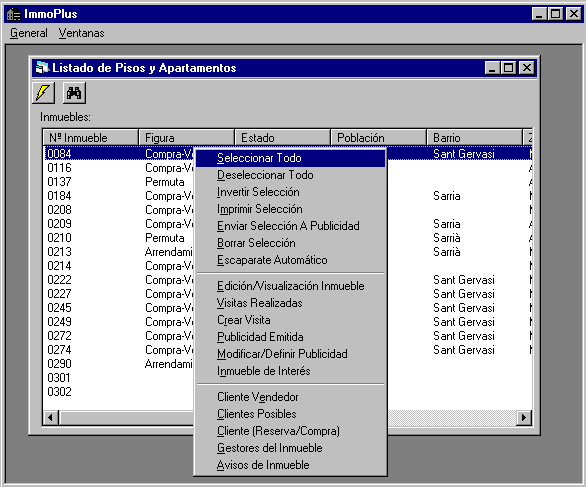 ImmoPlus
General Ventanas
Listado de Pisos y Apartamentos
Inmuebles:
Nº Inmueble Figura Estado Población Barrio
0084 Compra-Ve Sant Gervasi
0116 Compra-Ve
0137 Permuta
0184 Compra-Ve Sarria
0208 Compra-Ve
0209 Compra-Ve Sarria
0210 Permuta Sarrià
0213 Arrendami Sarrià
0214 Compra-Ve
0222 Compra-Ve Sant Gervasi
0227 Compra-Ve Sant Gervasi
0245 Compra-Ve Sant Gervasi
0249 Compra-Ve Sant Gervasi
0272 Compra-Ve Sant Gervasi
0274 Compra-Ve Sant Gervasi
0290 Arrendami
0301
0302
Seleccionar Todo
Deseleccionar Todo
Invertir Selección
Imprimir Selección
Enviar Selección A Publicidad
Borrar Selección
Escaparate Automático
Edición/Visualización Inmueble
Visitas Realizadas
Crear Visita
Publicidad Emitida
Modificar/Definir Publicidad
Inmueble de Interés
Cliente Vendedor
Clientes Posibles
Cliente (Reserva/Compra)
Gestores del Inmueble
Avisos de Inmueble